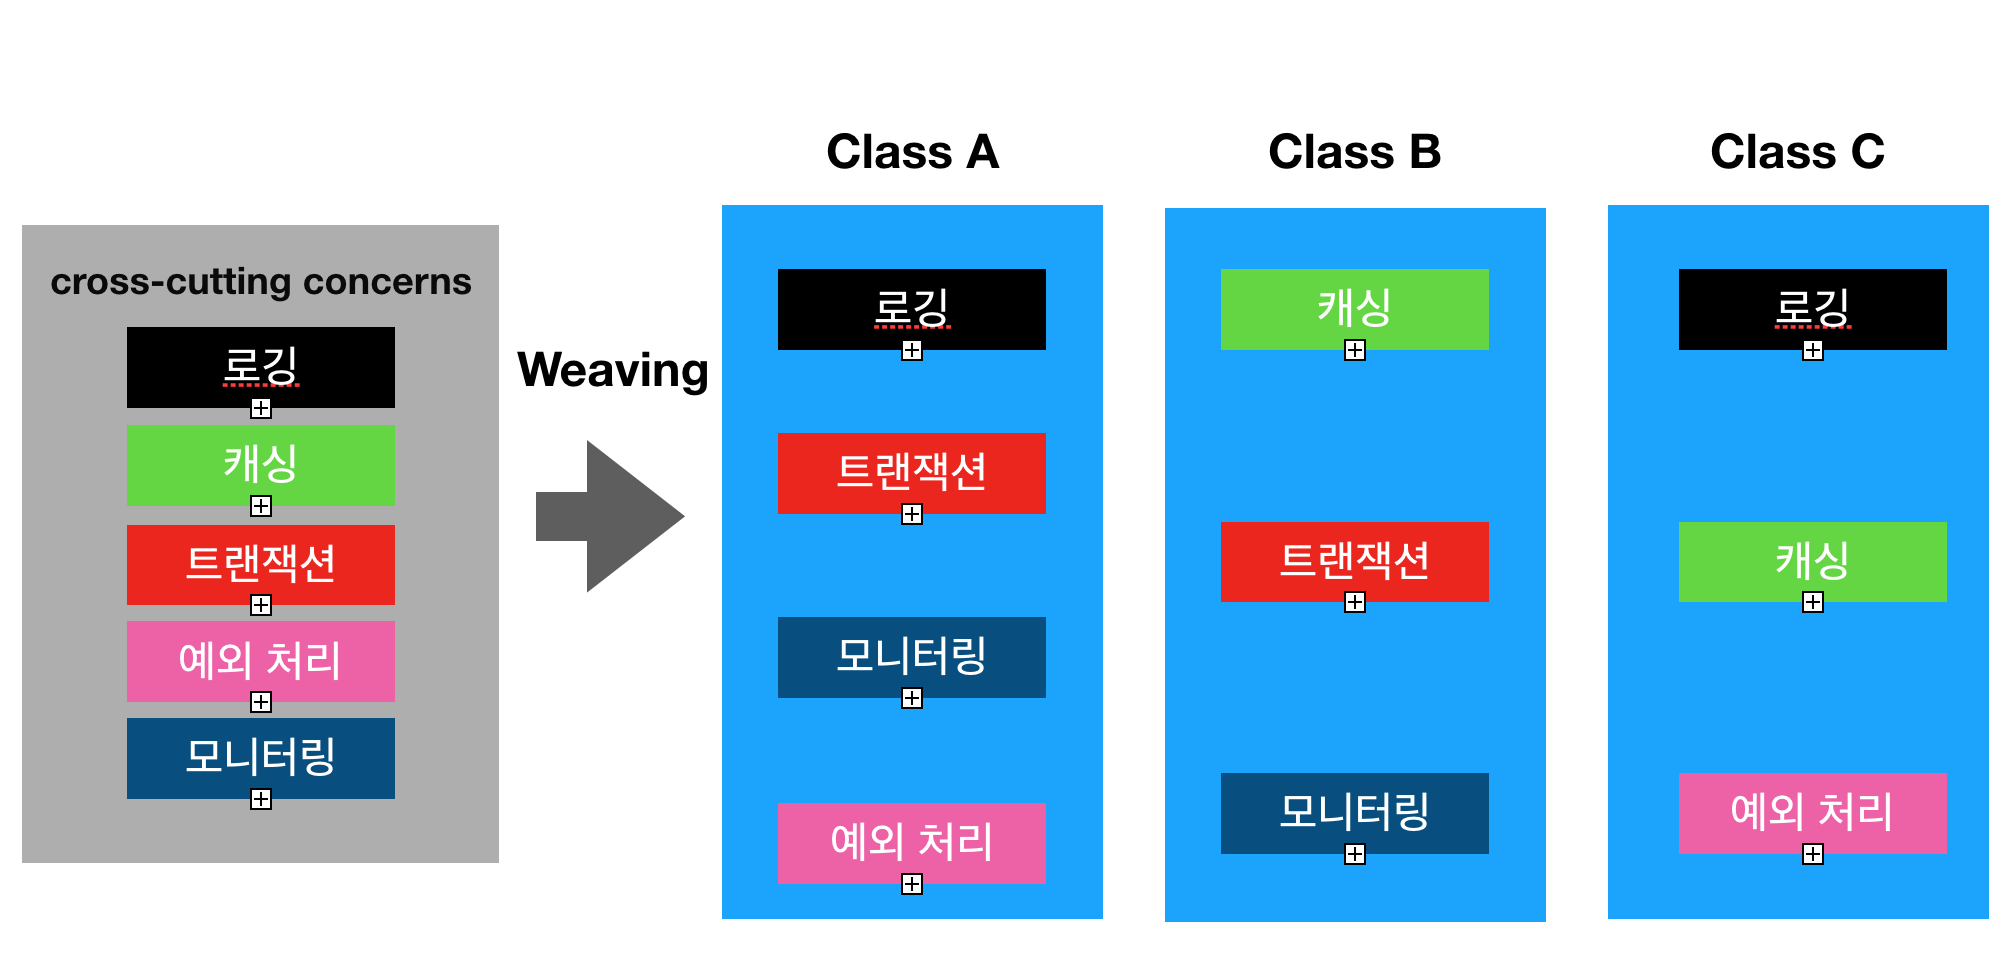 cross-cutting concerns
로깅
캐싱
트랜잭션
예외 처리
모니터링
Weaving
Class A
로깅
트랜잭션
모니터링
예외 처리
Class B
캐싱
트랜잭션
모니터링
Class C
로깅
캐싱
예외 처리